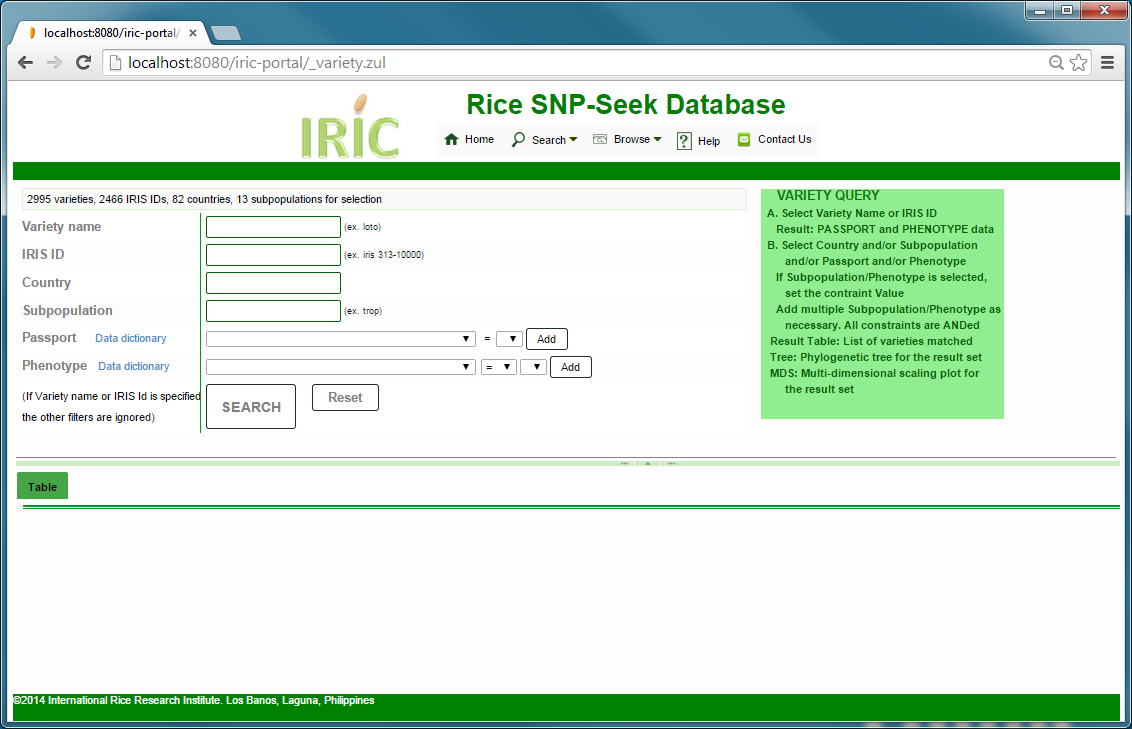 localhost:8080/iric-portal/
localhost:8080/iric-portal/_variety.zul
IRIC
Rice SNP-Seek Database
Home Search Browse Help Contact Us
2995 varieties, 2466 IRIS IDs, 82 countries, 13 subpopulations for selection
Variety name (ex. loto)
IRIS ID (ex. iris 313-10000)
Country
Subpopulation (ex. trop)
Passport Data dictionary = Add
Phenotype Data dictionary = Add
(If Variety name or IRIS Id is specified
the other filters are ignored)
SEARCH Reset
VARIETY QUERY
A. Select Variety Name or IRIS ID
Result: PASSPORT and PHENOTYPE data
B. Select Country and/or Subpopulation
and/or Passport and/or Phenotype
If Subpopulation/Phenotype is selected,
set the contraint Value
Add multiple Subpopulation/Phenotype as
necessary. All constraints are ANDed
Result Table: List of varieties matched
Tree: Phylogenetic tree for the result set
MDS: Multi-dimensional scaling plot for
the result set
Table
©2014 International Rice Research Institute. Los Banos, Laguna, Philippines